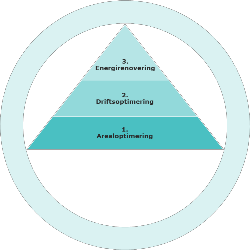 3.
Energirenovering
2.
Driftsoptimering
1.
Arealoptimering